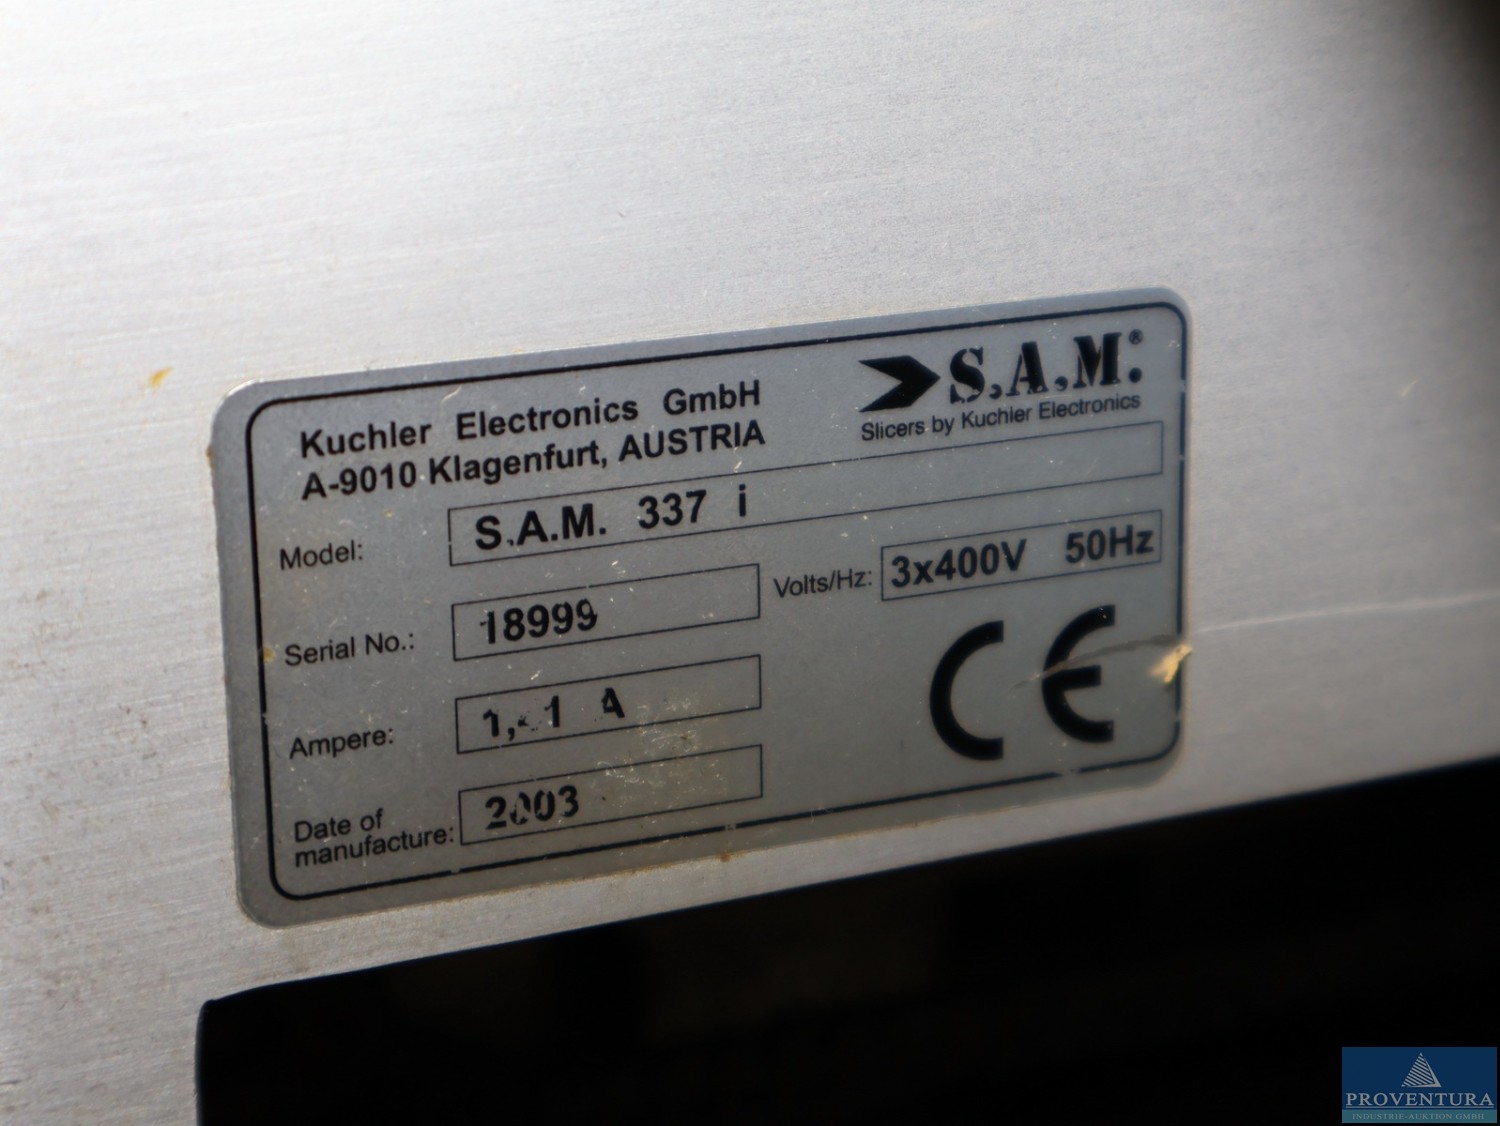 Kuchler Electronics GmbH
A-9010 Klagenfurt, AUSTRIA
S.A.M.®
Slicers by Kuchler Electronics
Model: S.A.M. 337 i
Serial No.: 18999
Volts/Hz: 3x400V 50Hz
Ampere: A
Date of
manufacture: 2003
CE
PROVENTURA
INDUSTRIE-AUKTION GMBH